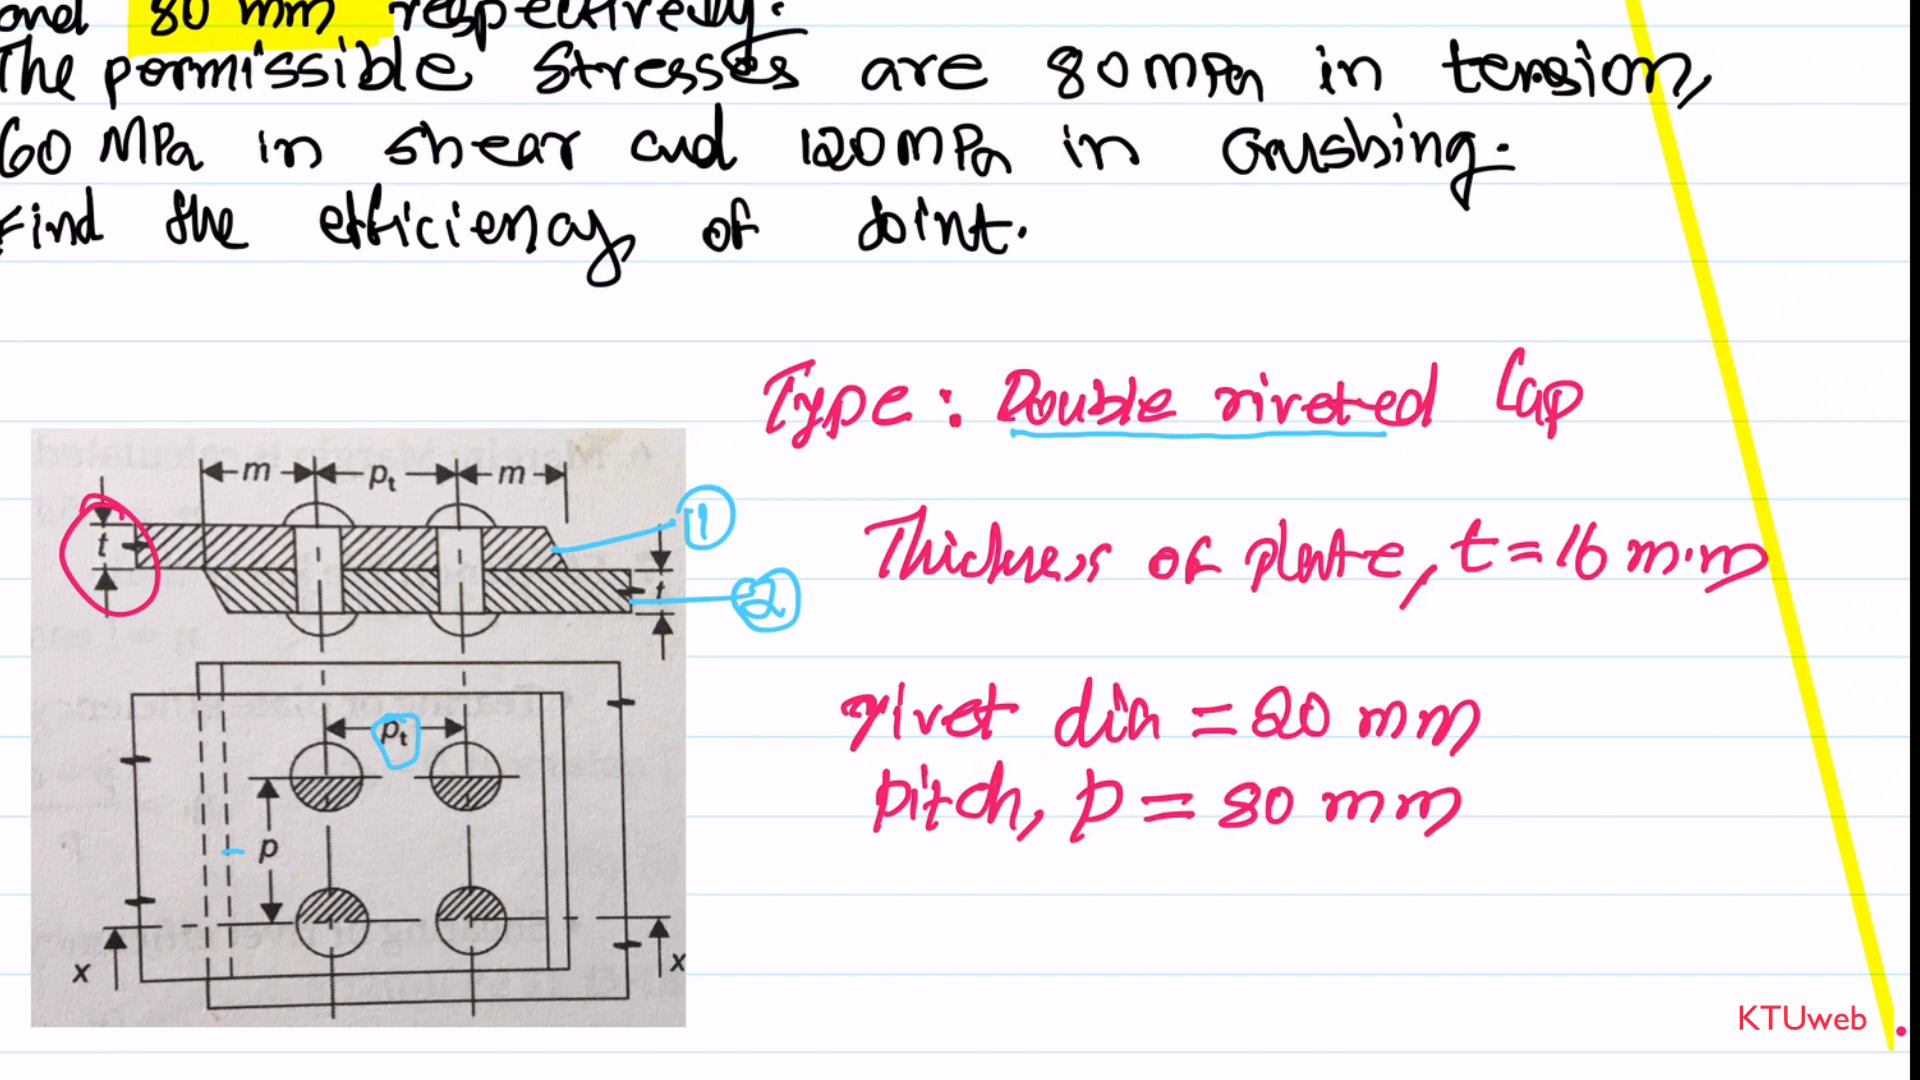 and 80 mm respectively.
The permissible stresses are 80 mPa in tension,
60 MPa in shear and 120 mPa in crushing.
Find the efficiency of Joint.
Type : Double riveted Lap
m pt m
1
t
Thickness of plate, t = 16 m.m
t
2
rivet dia = 20 mm
pt
pitch, p = 80 mm
p
x x
KTUweb